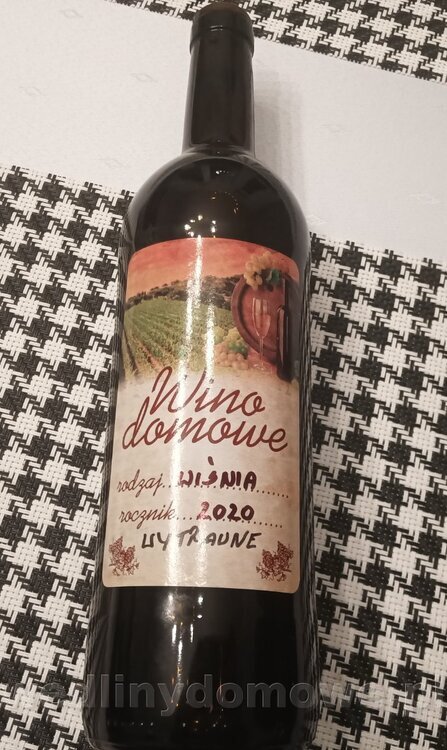 Wino
domowe
rodzaj...WIŚNIA.......
rocznik...2020......
WYTRAWNE